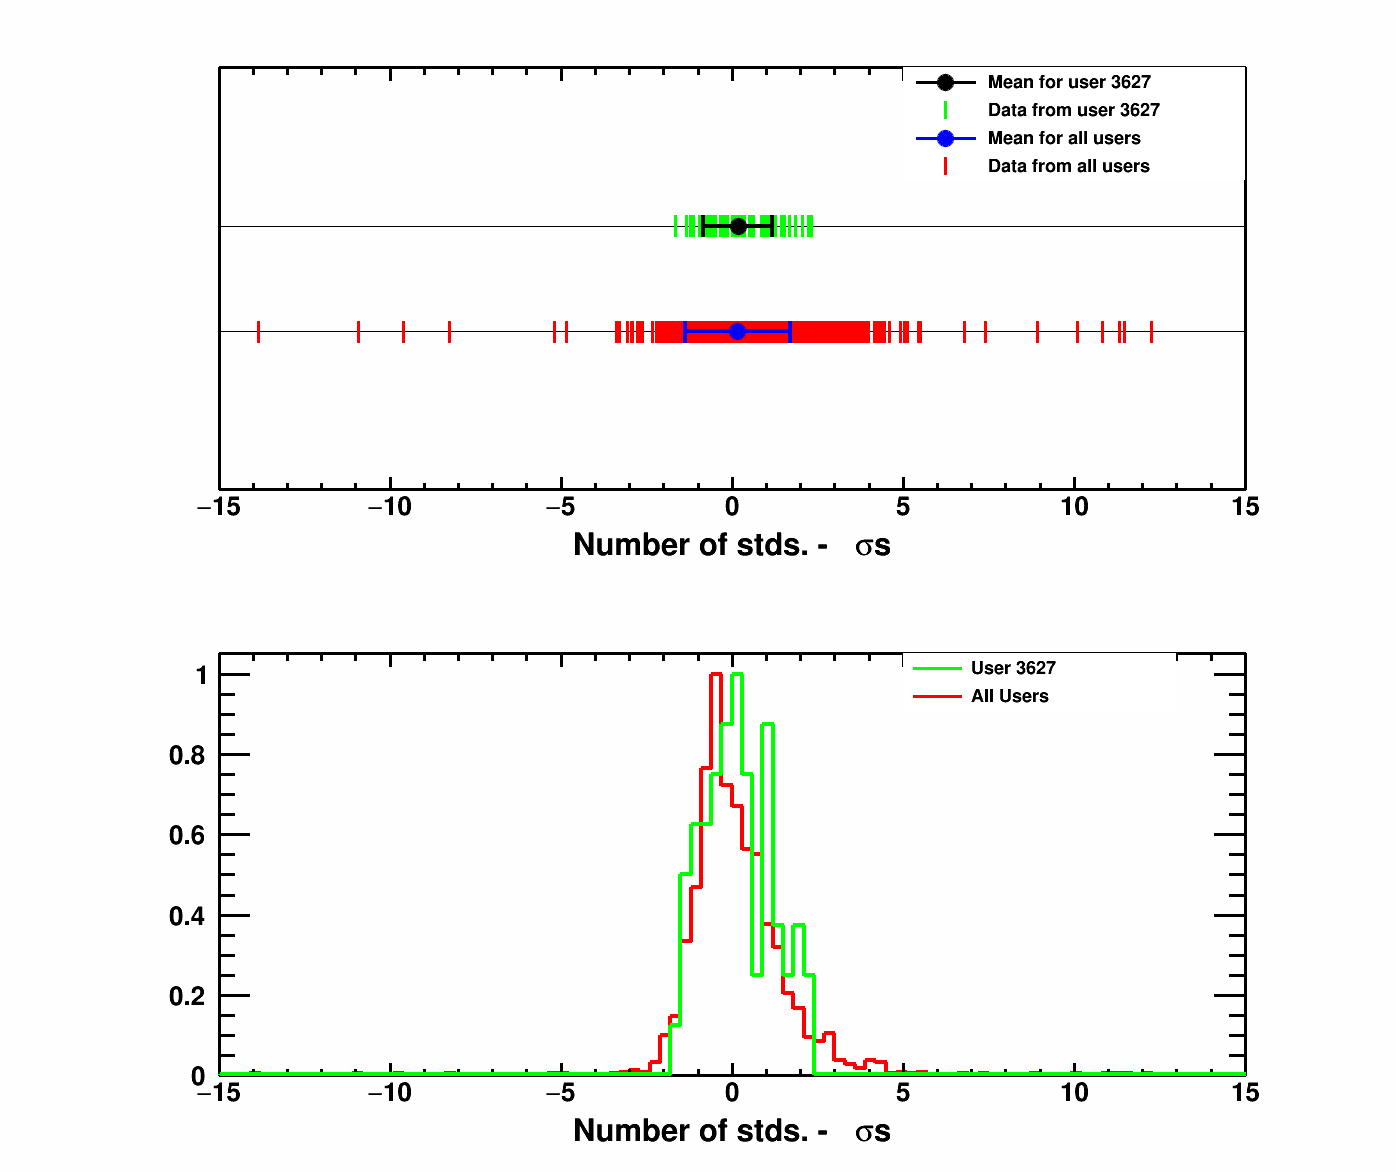 Mean for user 3627
Data from user 3627
Mean for all users
Data from all users
−15 −10 −5 0 5 10 15
Number of stds. - σs
User 3627
All Users
1
0.8
0.6
0.4
0.2
0
−15 −10 −5 0 5 10 15
Number of stds. - σs